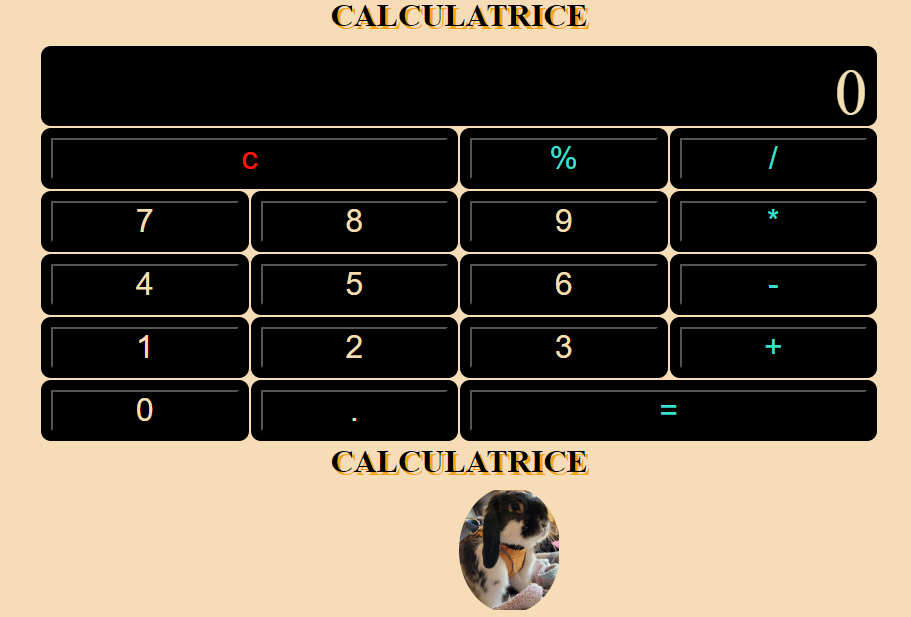 CALCULATRICE
0
c % /
7 8 9 *
4 5 6 -
1 2 3 +
0 . =
CALCULATRICE